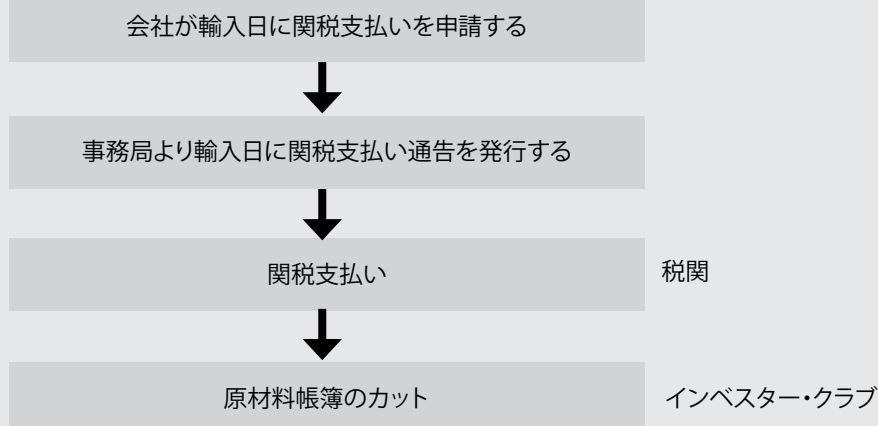 会社が輸入日に関税支払いを申請する
事務局より輸入日に関税支払い通告を発行する
関税支払い
税関
原材料帳簿のカット
インベスター・クラブ